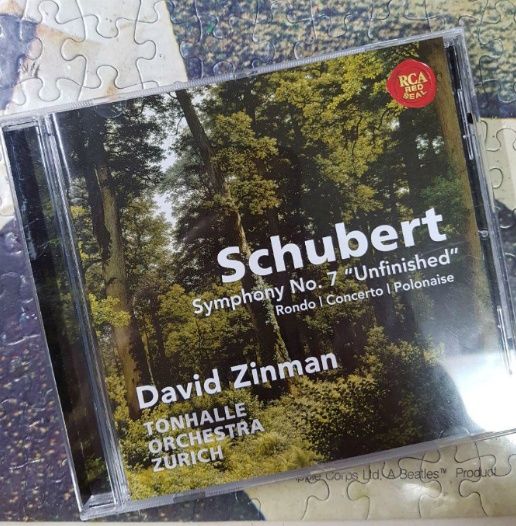 RCA
RED
SEAL
Schubert
Symphony No. 7 "Unfinished"
Rondo | Concerto | Polonaise
David Zinman
TONHALLE
ORCHESTRA
ZURICH
Corps Ltd. A Beatles™ Product